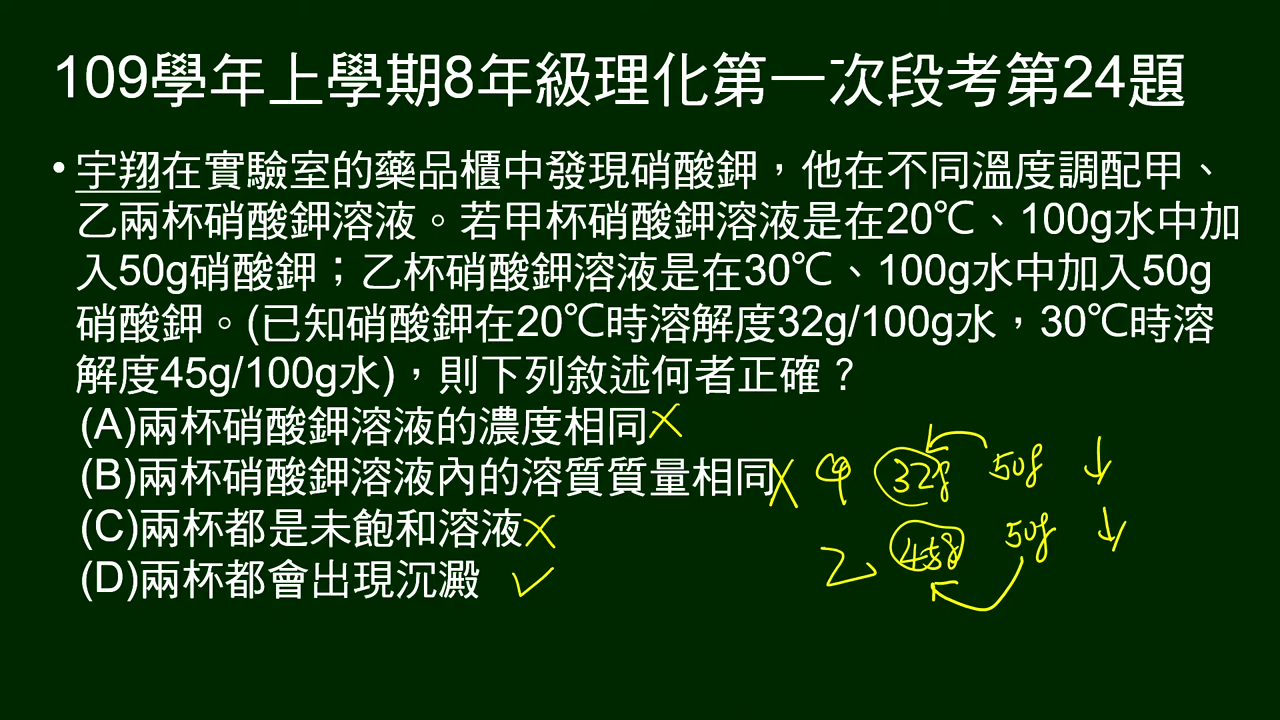 109學年上學期8年級理化第一次段考第24題
• 宇翔在實驗室的藥品櫃中發現硝酸鉀，他在不同溫度調配甲、
乙兩杯硝酸鉀溶液。若甲杯硝酸鉀溶液是在20℃、100g水中加
入50g硝酸鉀；乙杯硝酸鉀溶液是在30℃、100g水中加入50g
硝酸鉀。(已知硝酸鉀在20℃時溶解度32g/100g水，30℃時溶
解度45g/100g水)，則下列敘述何者正確？
(A)兩杯硝酸鉀溶液的濃度相同
(B)兩杯硝酸鉀溶液內的溶質質量相同
甲 32g 50g ↓
(C)兩杯都是未飽和溶液
乙 45g 50g ↓
(D)兩杯都會出現沉澱